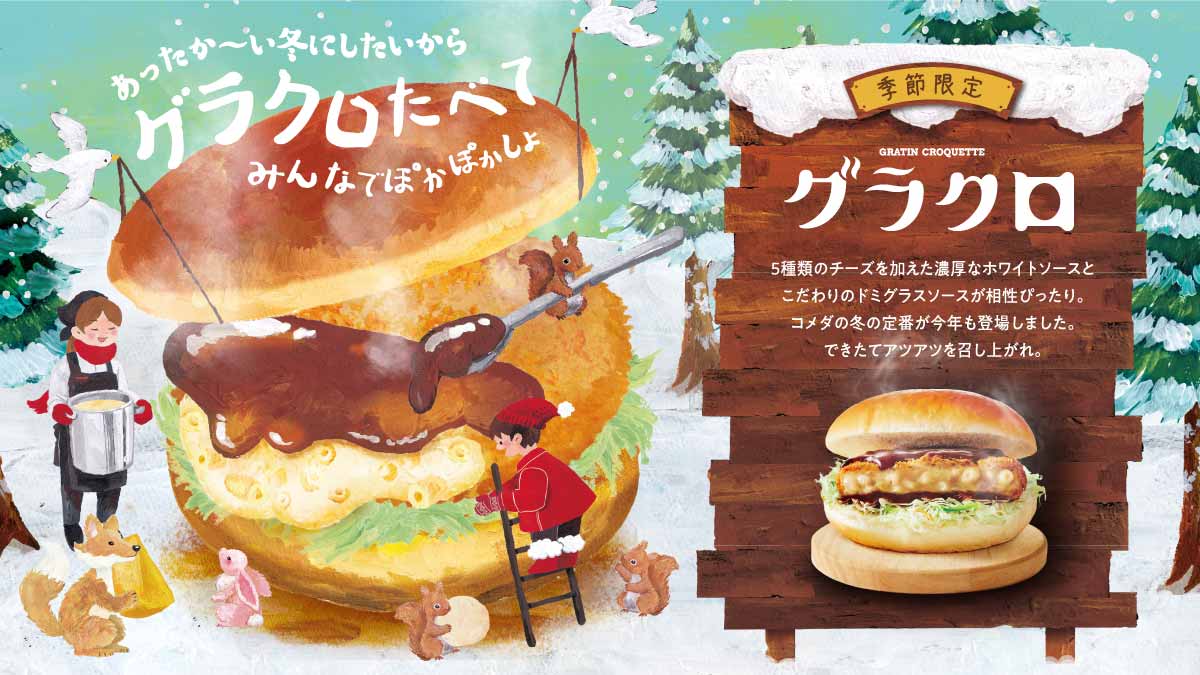 あったか〜い冬にしたいから
グラクロたべて
みんなでぽかぽかしよ
季節限定
GRATIN CROQUETTE
グラクロ
5種類のチーズを加えた濃厚なホワイトソースと
こだわりのドミグラスソースが相性ぴったり。
コメダの冬の定番が今年も登場しました。
できたてアツアツを召し上がれ。